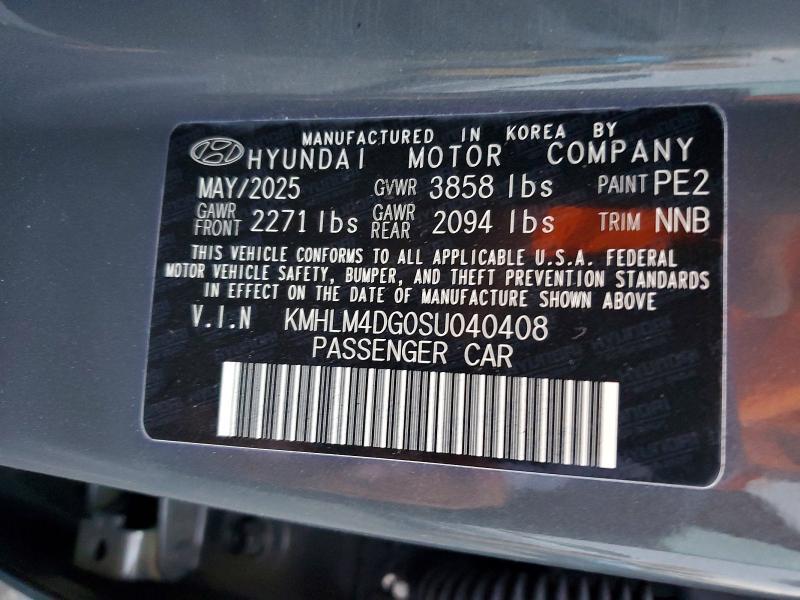 MANUFACTURED IN KOREA BY
HYUNDAI MOTOR COMPANY
MAY/2025 GVWR 3858 lbs PAINT PE2
GAWR FRONT 2271 lbs GAWR REAR 2094 lbs TRIM NNB
THIS VEHICLE CONFORMS TO ALL APPLICABLE U.S.A. FEDERAL
MOTOR VEHICLE SAFETY, BUMPER, AND THEFT PREVENTION STANDARDS
IN EFFECT ON THE DATE OF MANUFACTURE SHOWN ABOVE
V.I.N KMHLM4DG0SU040408
PASSENGER CAR